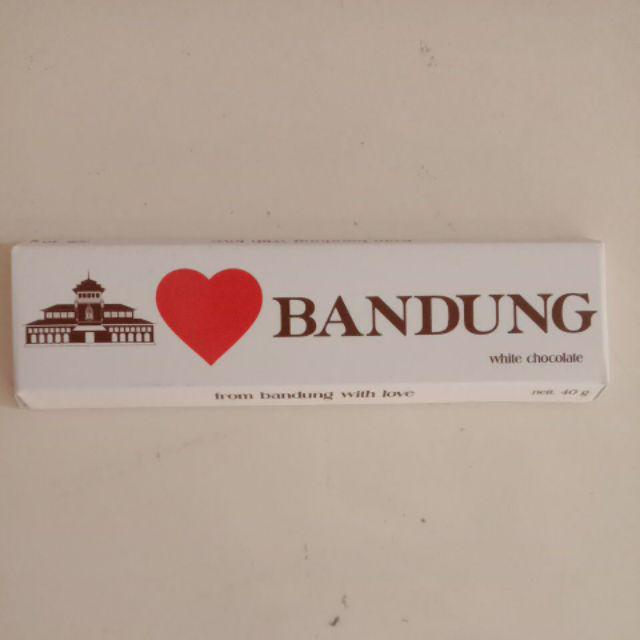 BANDUNG
white chocolate
from bandung with love
nett. 40 g